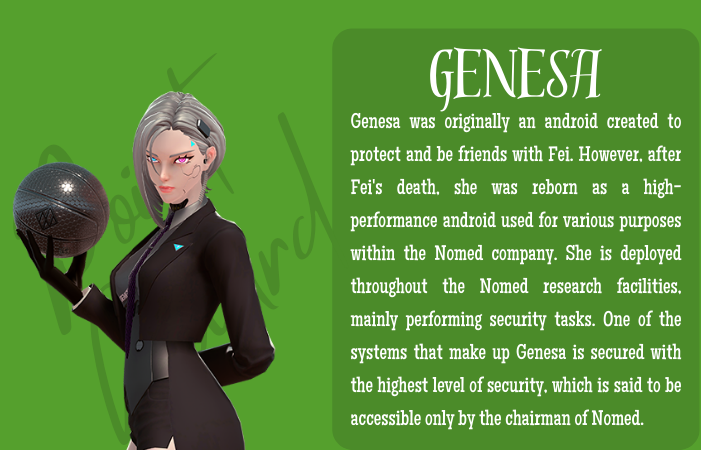 GENESA
Genesa was originally an android created to
protect and be friends with Fei. However, after
Fei's death, she was reborn as a high-
performance android used for various purposes
within the Nomed company. She is deployed
throughout the Nomed research facilities,
mainly performing security tasks. One of the
systems that make up Genesa is secured with
the highest level of security, which is said to be
accessible only by the chairman of Nomed.
Point
Guard